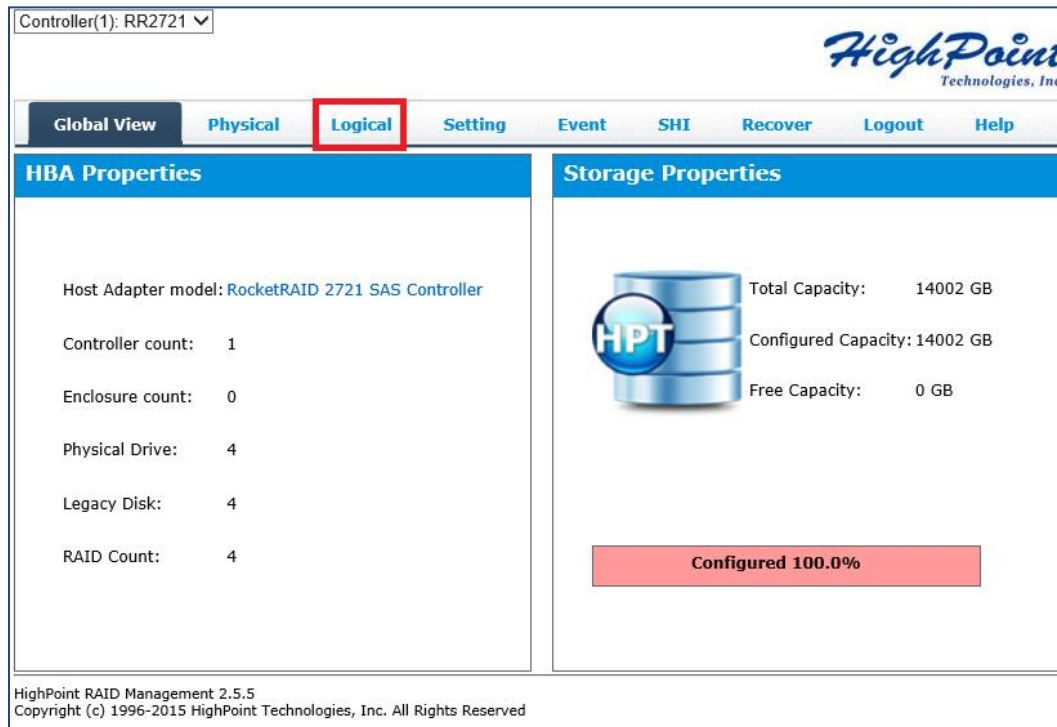 Controller(1): RR2721
HighPoint
Technologies, Inc
Global View Physical Logical Setting Event SHI Recover Logout Help
HBA Properties
Host Adapter model: RocketRAID 2721 SAS Controller
Controller count: 1
Enclosure count: 0
Physical Drive: 4
Legacy Disk: 4
RAID Count: 4
Storage Properties
HPT
Total Capacity: 14002 GB
Configured Capacity: 14002 GB
Free Capacity: 0 GB
Configured 100.0%
HighPoint RAID Management 2.5.5
Copyright (c) 1996-2015 HighPoint Technologies, Inc. All Rights Reserved